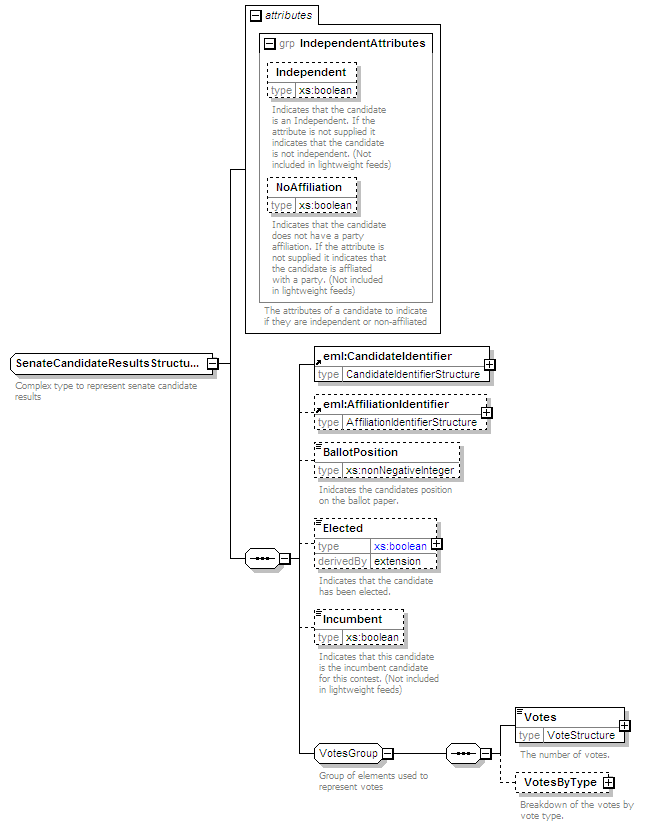 attributes
grp IndependentAttributes
Independent
type xs:boolean
Indicates that the candidate
is an Independent. If the
attribute is not supplied it
indicates that the candidate
is not independent. (Not
included in lightweight feeds)
NoAffiliation
type xs:boolean
Indicates that the candidate
does not have a party
affiliation. If the attribute is
not supplied it indicates that
the candidate is affliated
with a party. (Not included
in lightweight feeds)
The attributes of a candidate to indicate
if they are independent or non-affiliated
SenateCandidateResultsStructu...
Complex type to represent senate candidate
results
eml:CandidateIdentifier
type CandidateIdentifierStructure
eml:AffiliationIdentifier
type AffiliationIdentifierStructure
BallotPosition
type xs:nonNegativeInteger
Inidicates the candidates position
on the ballot paper.
Elected
type xs:boolean
derivedBy extension
Indicates that the candidate
has been elected.
Incumbent
type xs:boolean
Indicates that this candidate
is the incumbent candidate
for this contest. (Not included
in lightweight feeds)
VotesGroup
Group of elements used to
represent votes
Votes
type VoteStructure
The number of votes.
VotesByType
Breakdown of the votes by
vote type.